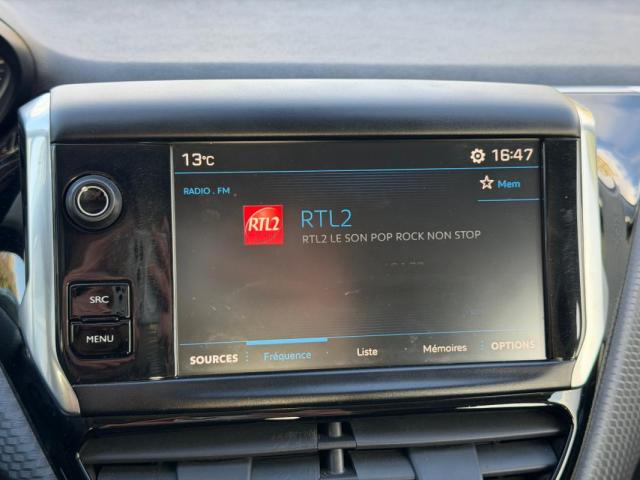 13°C 16:47
RADIO . FM Mem
RTL2 RTL2
RTL2 LE SON POP ROCK NON STOP
SRC
MENU
SOURCES Fréquence Liste Mémoires OPTIONS